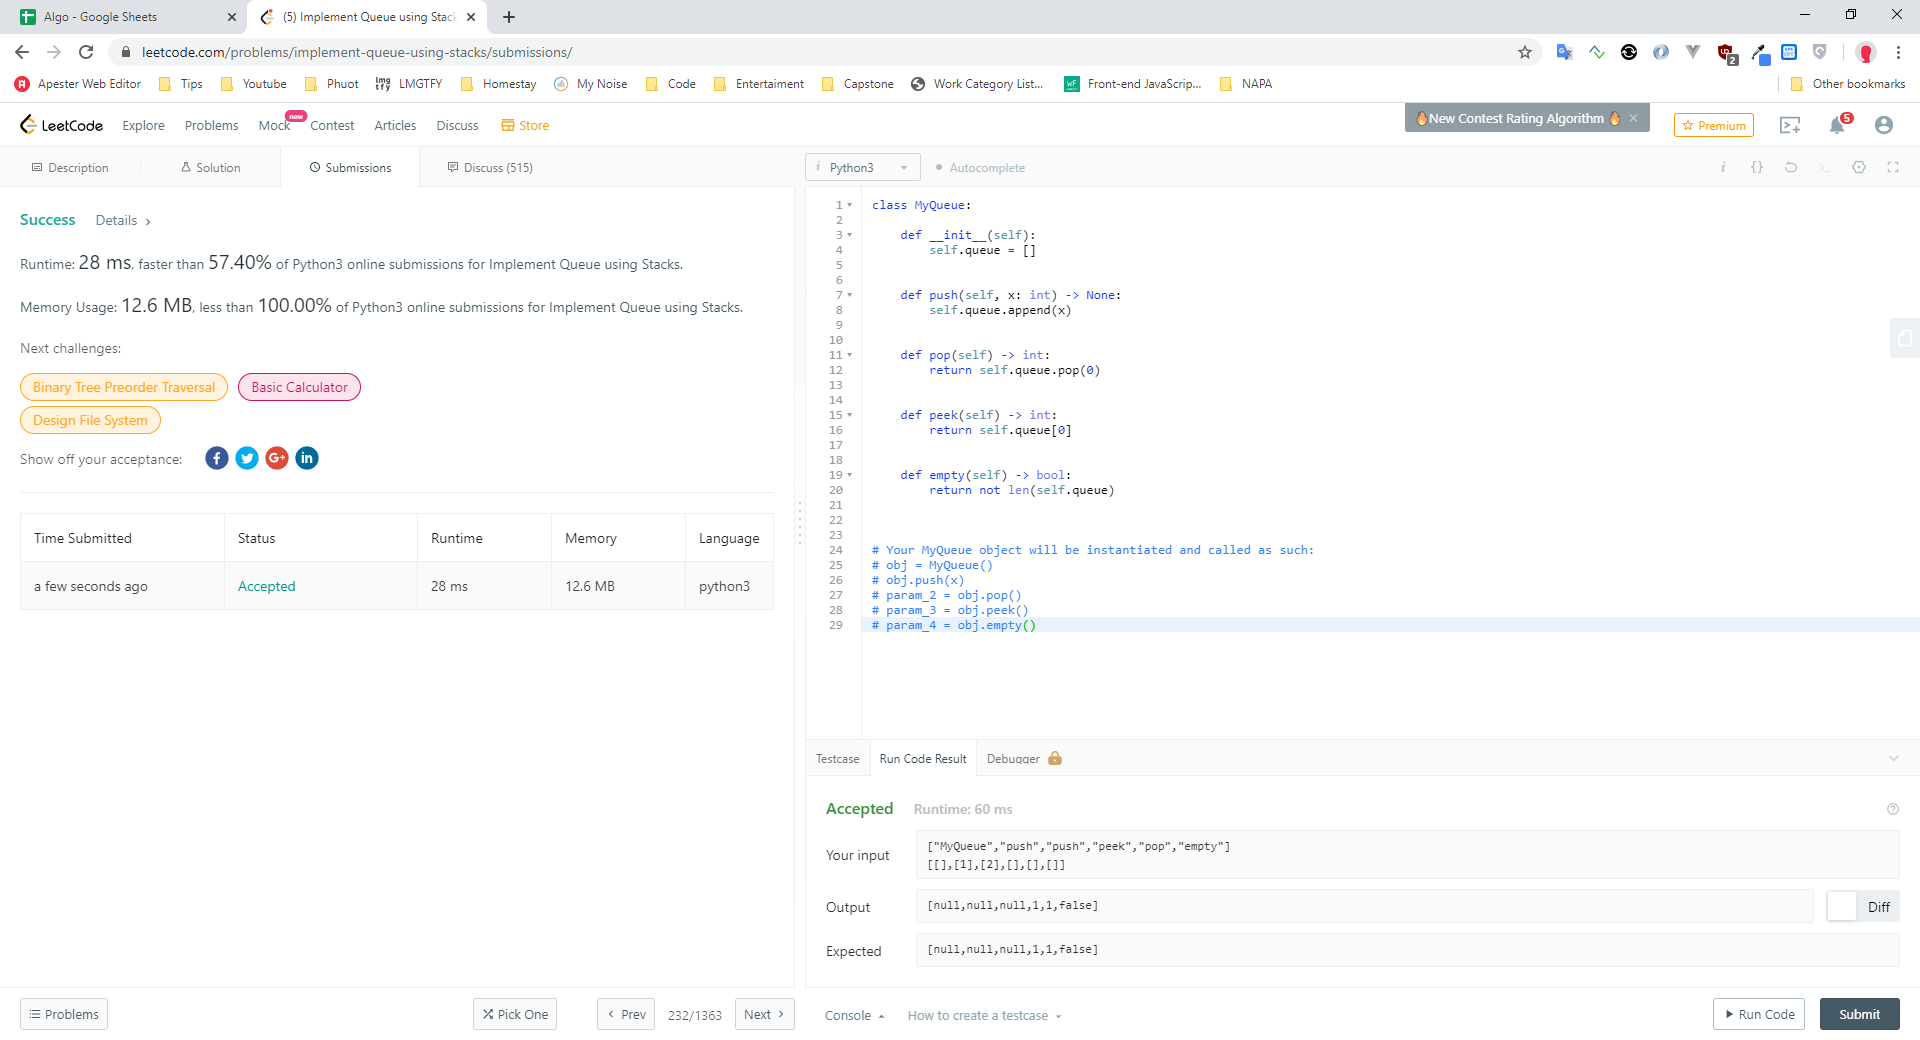 Algo - Google Sheets
(5) Implement Queue using Stack
leetcode.com/problems/implement-queue-using-stacks/submissions/
2
Apester Web Editor Tips Youtube Phuot LMGTFY Homestay My Noise Code Entertaiment Capstone Work Category List... Front-end JavaScrip... NAPA Other bookmarks
LeetCode Explore Problems Mock new Contest Articles Discuss Store
New Contest Rating Algorithm
Premium
5
Description Solution Submissions Discuss (515)
Success Details
Runtime: 28 ms, faster than 57.40% of Python3 online submissions for Implement Queue using Stacks.
Memory Usage: 12.6 MB, less than 100.00% of Python3 online submissions for Implement Queue using Stacks.
Next challenges:
Binary Tree Preorder Traversal Basic Calculator
Design File System
Show off your acceptance:
Time Submitted Status Runtime Memory Language
a few seconds ago Accepted 28 ms 12.6 MB python3
i Python3 Autocomplete
i {}
1 class MyQueue:
2
3 def __init__(self):
4 self.queue = []
5
6
7 def push(self, x: int) -> None:
8 self.queue.append(x)
9
10
11 def pop(self) -> int:
12 return self.queue.pop(0)
13
14
15 def peek(self) -> int:
16 return self.queue[0]
17
18
19 def empty(self) -> bool:
20 return not len(self.queue)
21
22
23
24 # Your MyQueue object will be instantiated and called as such:
25 # obj = MyQueue()
26 # obj.push(x)
27 # param_2 = obj.pop()
28 # param_3 = obj.peek()
29 # param_4 = obj.empty()
Testcase Run Code Result Debugger
Accepted Runtime: 60 ms
Your input
["MyQueue","push","push","peek","pop","empty"]
[[],[1],[2],[],[],[]]
Output [null,null,null,1,1,false] Diff
Expected [null,null,null,1,1,false]
Problems Pick One Prev 232/1363 Next Console How to create a testcase Run Code Submit